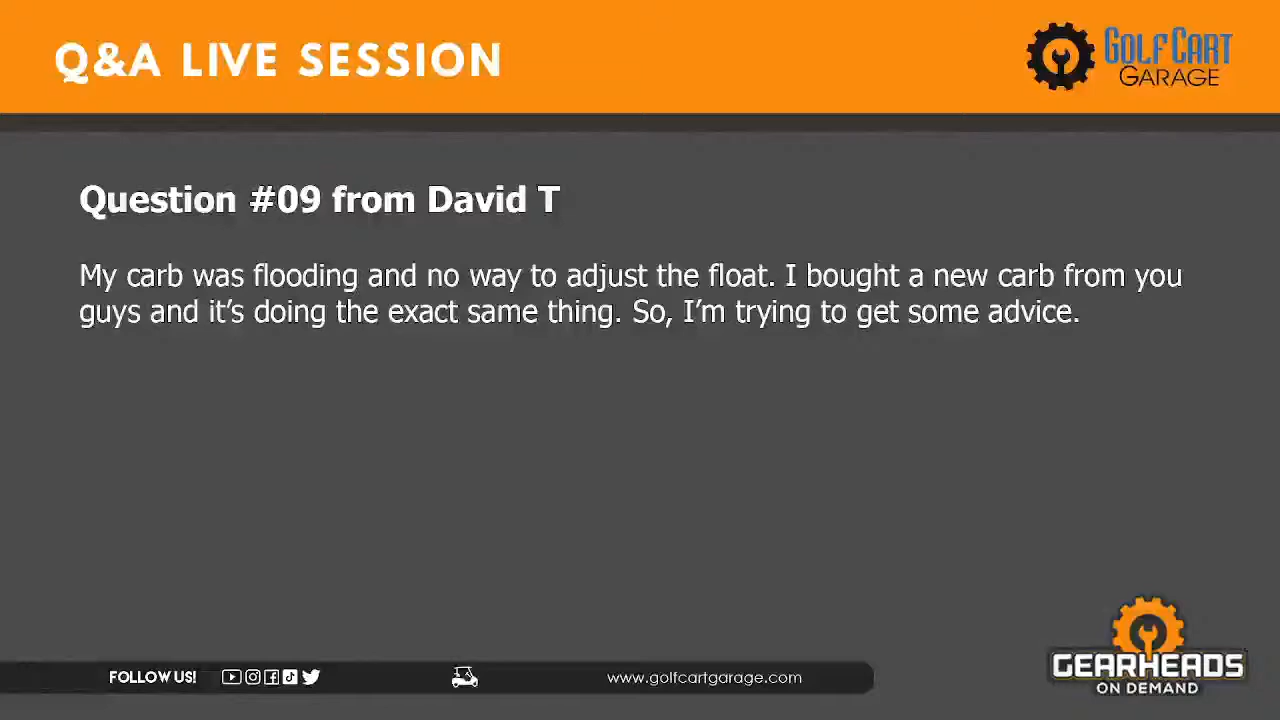 Q&A LIVE SESSION
GOLF CART
GARAGE
Question #09 from David T
My carb was flooding and no way to adjust the float. I bought a new carb from you
guys and it’s doing the exact same thing. So, I’m trying to get some advice.
GEARHEADS
ON DEMAND
FOLLOW US!
www.golfcartgarage.com